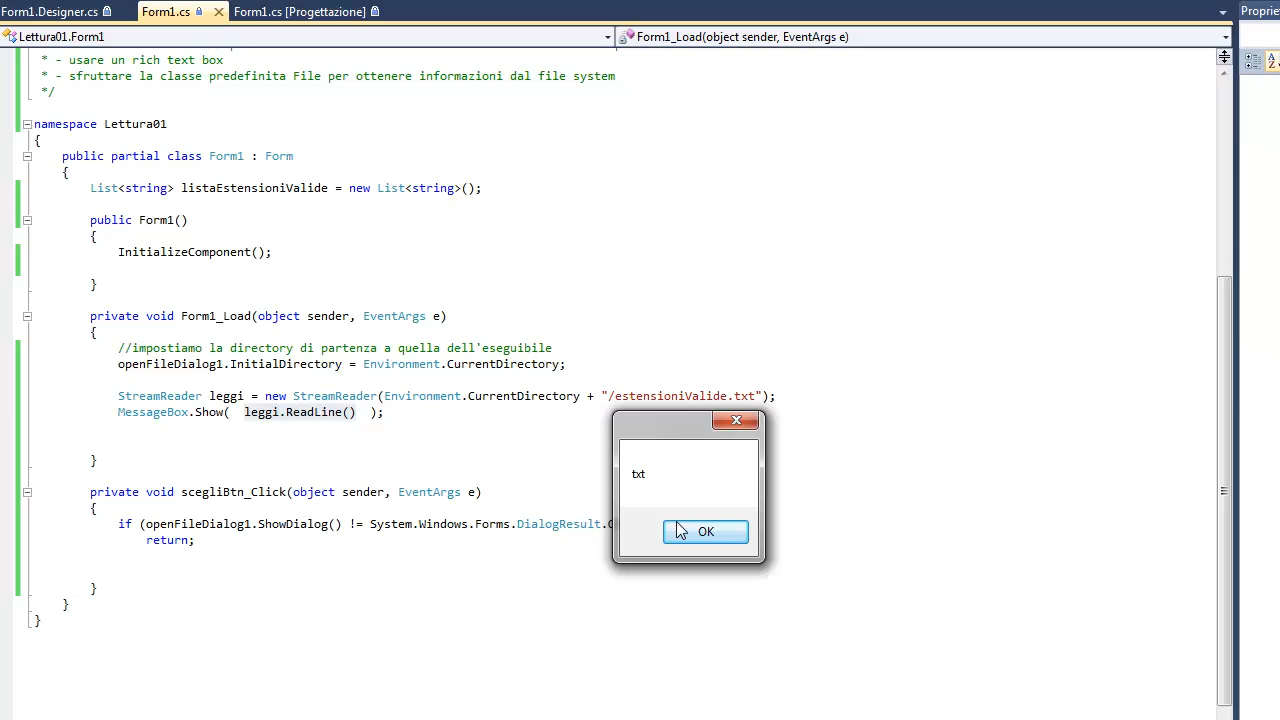 Form1.Designer.cs Form1.cs Form1.cs [Progettazione] Proprie
Lettura01.Form1 Form1_Load(object sender, EventArgs e)
* - usare un rich text box
* - sfruttare la classe predefinita File per ottenere informazioni dal file system
*/
namespace Lettura01
{
public partial class Form1 : Form
{
List<string> listaEstensioniValide = new List<string>();
public Form1()
{
InitializeComponent();
}
private void Form1_Load(object sender, EventArgs e)
{
//impostiamo la directory di partenza a quella dell'eseguibile
openFileDialog1.InitialDirectory = Environment.CurrentDirectory;
StreamReader leggi = new StreamReader(Environment.CurrentDirectory + "/estensioniValide.txt");
MessageBox.Show( leggi.ReadLine() );
txt
OK
}
private void scegliBtn_Click(object sender, EventArgs e)
{
if (openFileDialog1.ShowDialog() != System.Windows.Forms.DialogResult.
return;
}
}
}